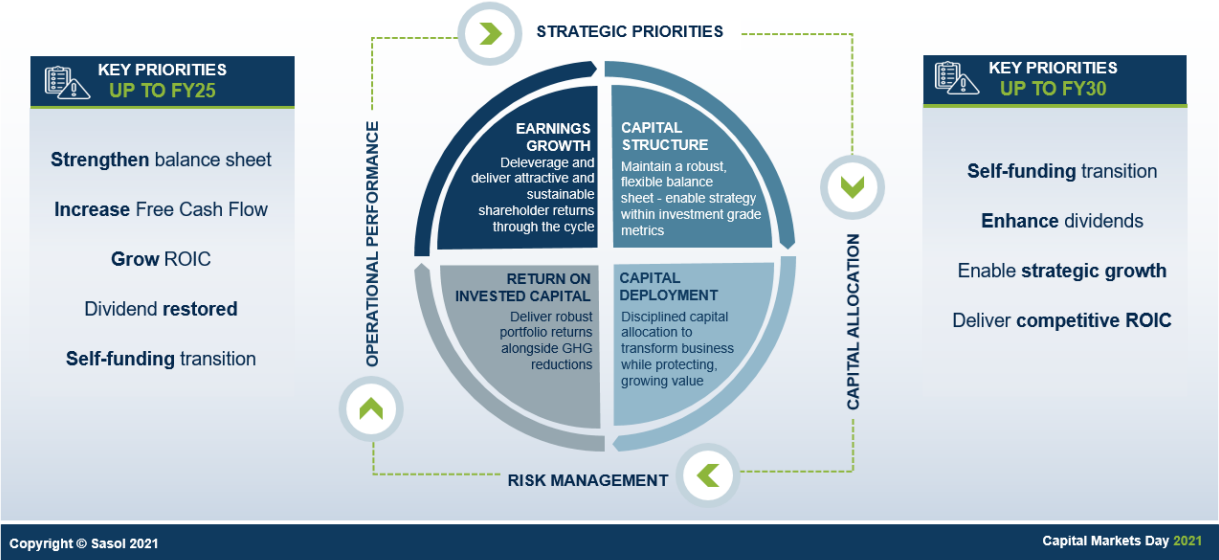 STRATEGIC PRIORITIES
KEY PRIORITIES
UP TO FY25
Strengthen balance sheet
Increase Free Cash Flow
Grow ROIC
Dividend restored
Self-funding transition
OPERATIONAL PERFORMANCE
EARNINGS
GROWTH
Deleverage and
deliver attractive and
sustainable
shareholder returns
through the cycle
CAPITAL
STRUCTURE
Maintain a robust,
flexible balance
sheet - enable strategy
within investment grade
metrics
RETURN ON
INVESTED CAPITAL
Deliver robust
portfolio returns
alongside GHG
reductions
CAPITAL
DEPLOYMENT
Disciplined capital
allocation to
transform business
while protecting,
growing value
CAPITAL ALLOCATION
RISK MANAGEMENT
KEY PRIORITIES
UP TO FY30
Self-funding transition
Enhance dividends
Enable strategic growth
Deliver competitive ROIC
Copyright © Sasol 2021
Capital Markets Day 2021